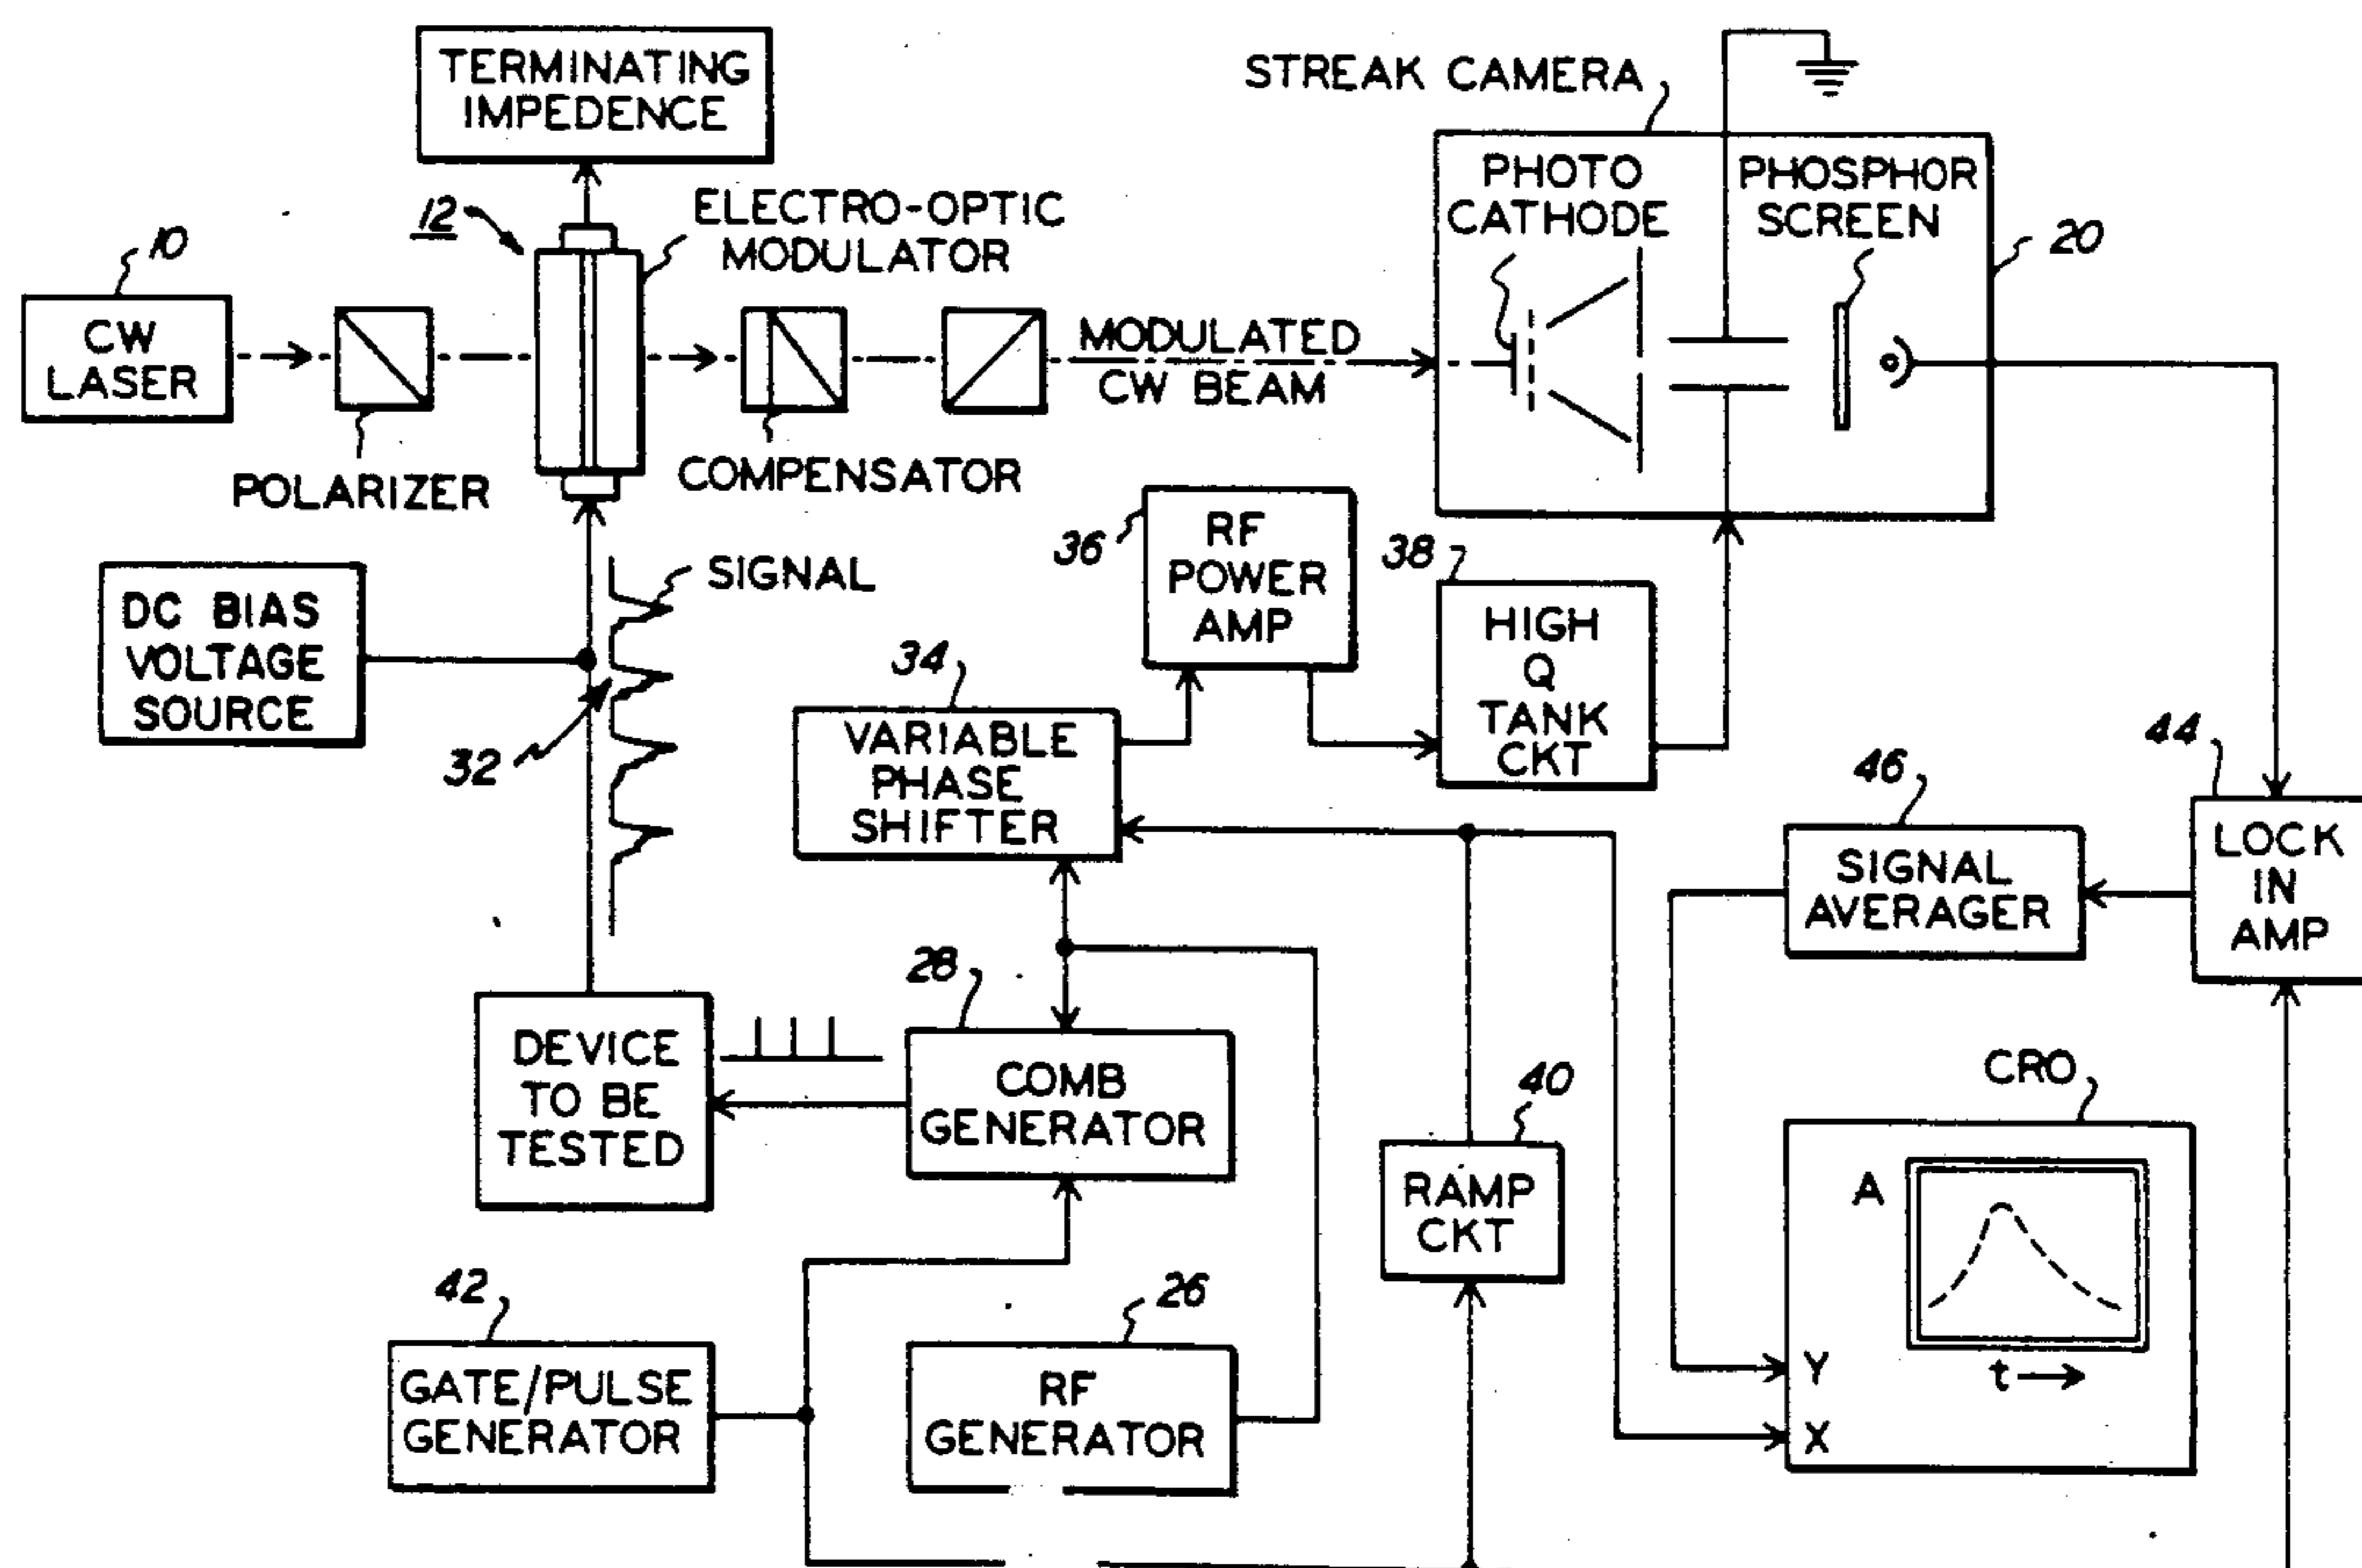 TERMINATING
IMPEDENCE
STREAK CAMERA
PHOTO
CATHODE
PHOSPHOR
SCREEN
20
12
ELECTRO-OPTIC
MODULATOR
10
CW
LASER
POLARIZER
COMPENSATOR
MODULATED
CW BEAM
DC BIAS
VOLTAGE
SOURCE
SIGNAL
32
36
RF
POWER
AMP
38
HIGH
Q
TANK
CKT
34
VARIABLE
PHASE
SHIFTER
44
LOCK
IN
AMP
46
SIGNAL
AVERAGER
28
COMB
GENERATOR
DEVICE
TO BE
TESTED
40
RAMP
CKT
CRO
A
t
Y
X
42
GATE/PULSE
GENERATOR
26
RF
GENERATOR